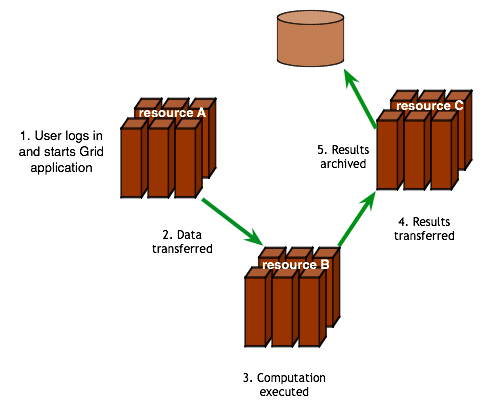 resource A
1. User logs in
and starts Grid
application
2. Data
transferred
resource B
3. Computation
executed
4. Results
transferred
resource C
5. Results
archived